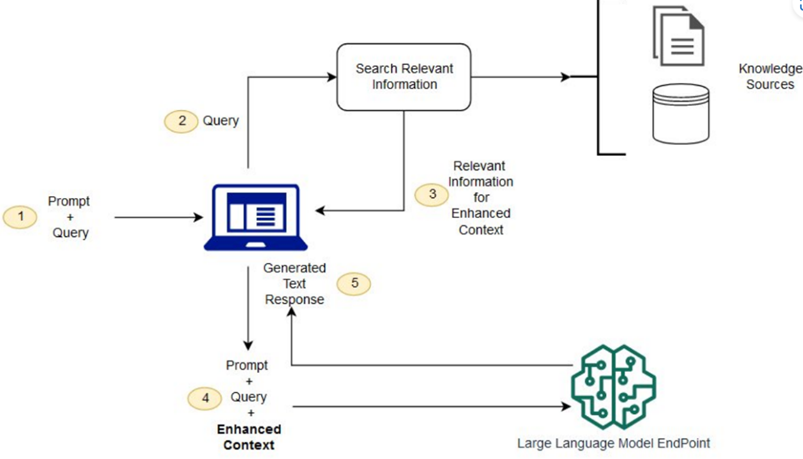 Search Relevant
Information
Knowledge
Sources
2 Query
Relevant
Information
for
Enhanced
Context
3
1
Prompt
+
Query
Generated
Text
Response
5
Prompt
+
Query
+
Enhanced
Context
4
Large Language Model EndPoint